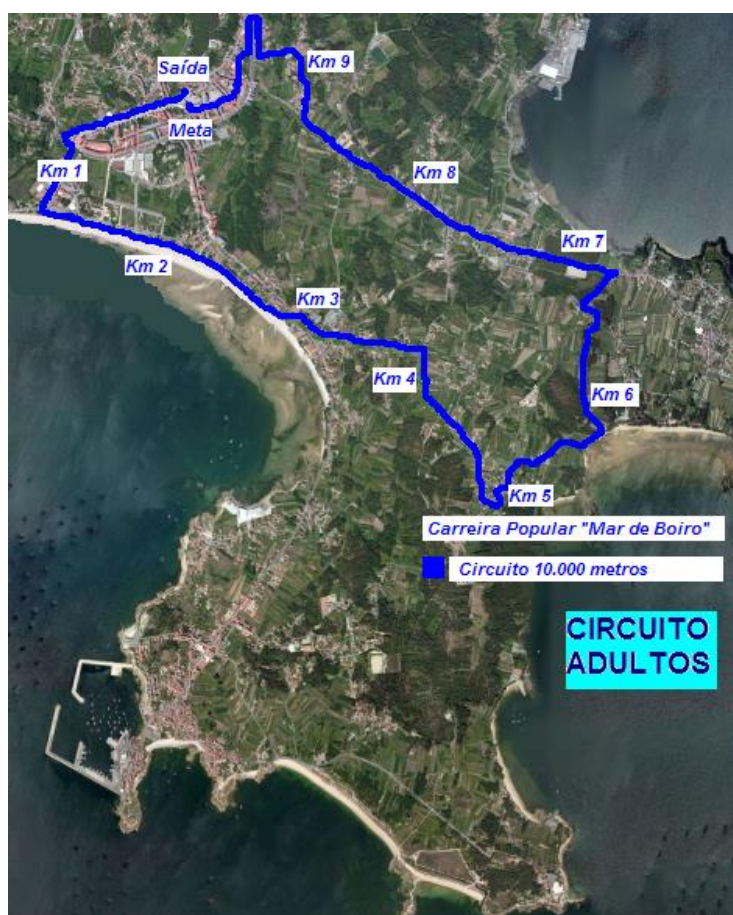 Km 9
Saída
Meta
Km 1
Km 8
Km 7
Km 2
Km 3
Km 4
Km 6
Km 5
Carreira Popular "Mar de Boiro"
Circuito 10.000 metros
CIRCUITO
ADULTOS